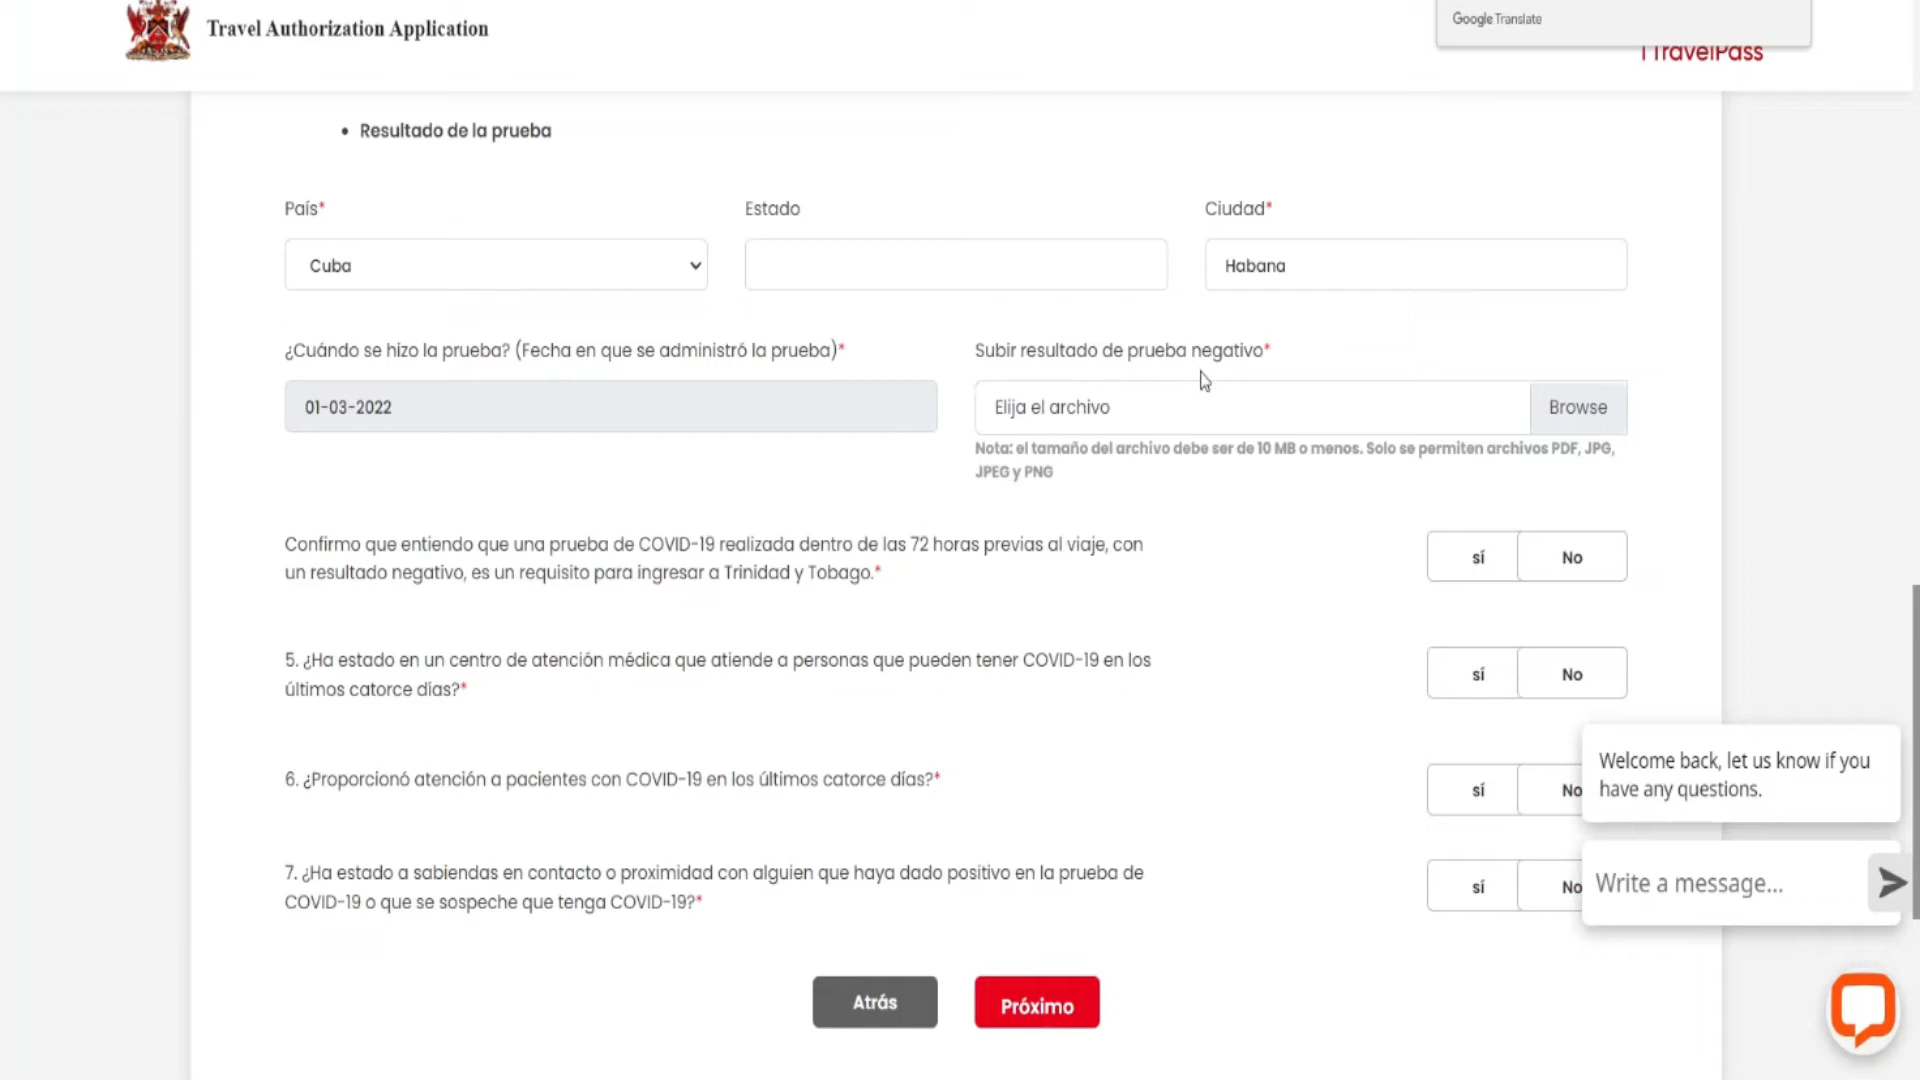 Travel Authorization Application
Google Translate
TTravelPass
• Resultado de la prueba
País*
Estado
Ciudad*
Cuba
Habana
¿Cuándo se hizo la prueba? (Fecha en que se administró la prueba)*
Subir resultado de prueba negativo*
01-03-2022
Elija el archivo
Browse
Nota: el tamaño del archivo debe ser de 10 MB o menos. Solo se permiten archivos PDF, JPG,
JPEG y PNG
Confirmo que entiendo que una prueba de COVID-19 realizada dentro de las 72 horas previas al viaje, con
un resultado negativo, es un requisito para ingresar a Trinidad y Tobago.*
sí
No
5. ¿Ha estado en un centro de atención médica que atiende a personas que pueden tener COVID-19 en los
últimos catorce días?*
sí
No
6. ¿Proporcionó atención a pacientes con COVID-19 en los últimos catorce días?*
sí
No
Welcome back, let us know if you
have any questions.
7. ¿Ha estado a sabiendas en contacto o proximidad con alguien que haya dado positivo en la prueba de
COVID-19 o que se sospeche que tenga COVID-19?*
sí
No
Write a message...
Atrás
Próximo